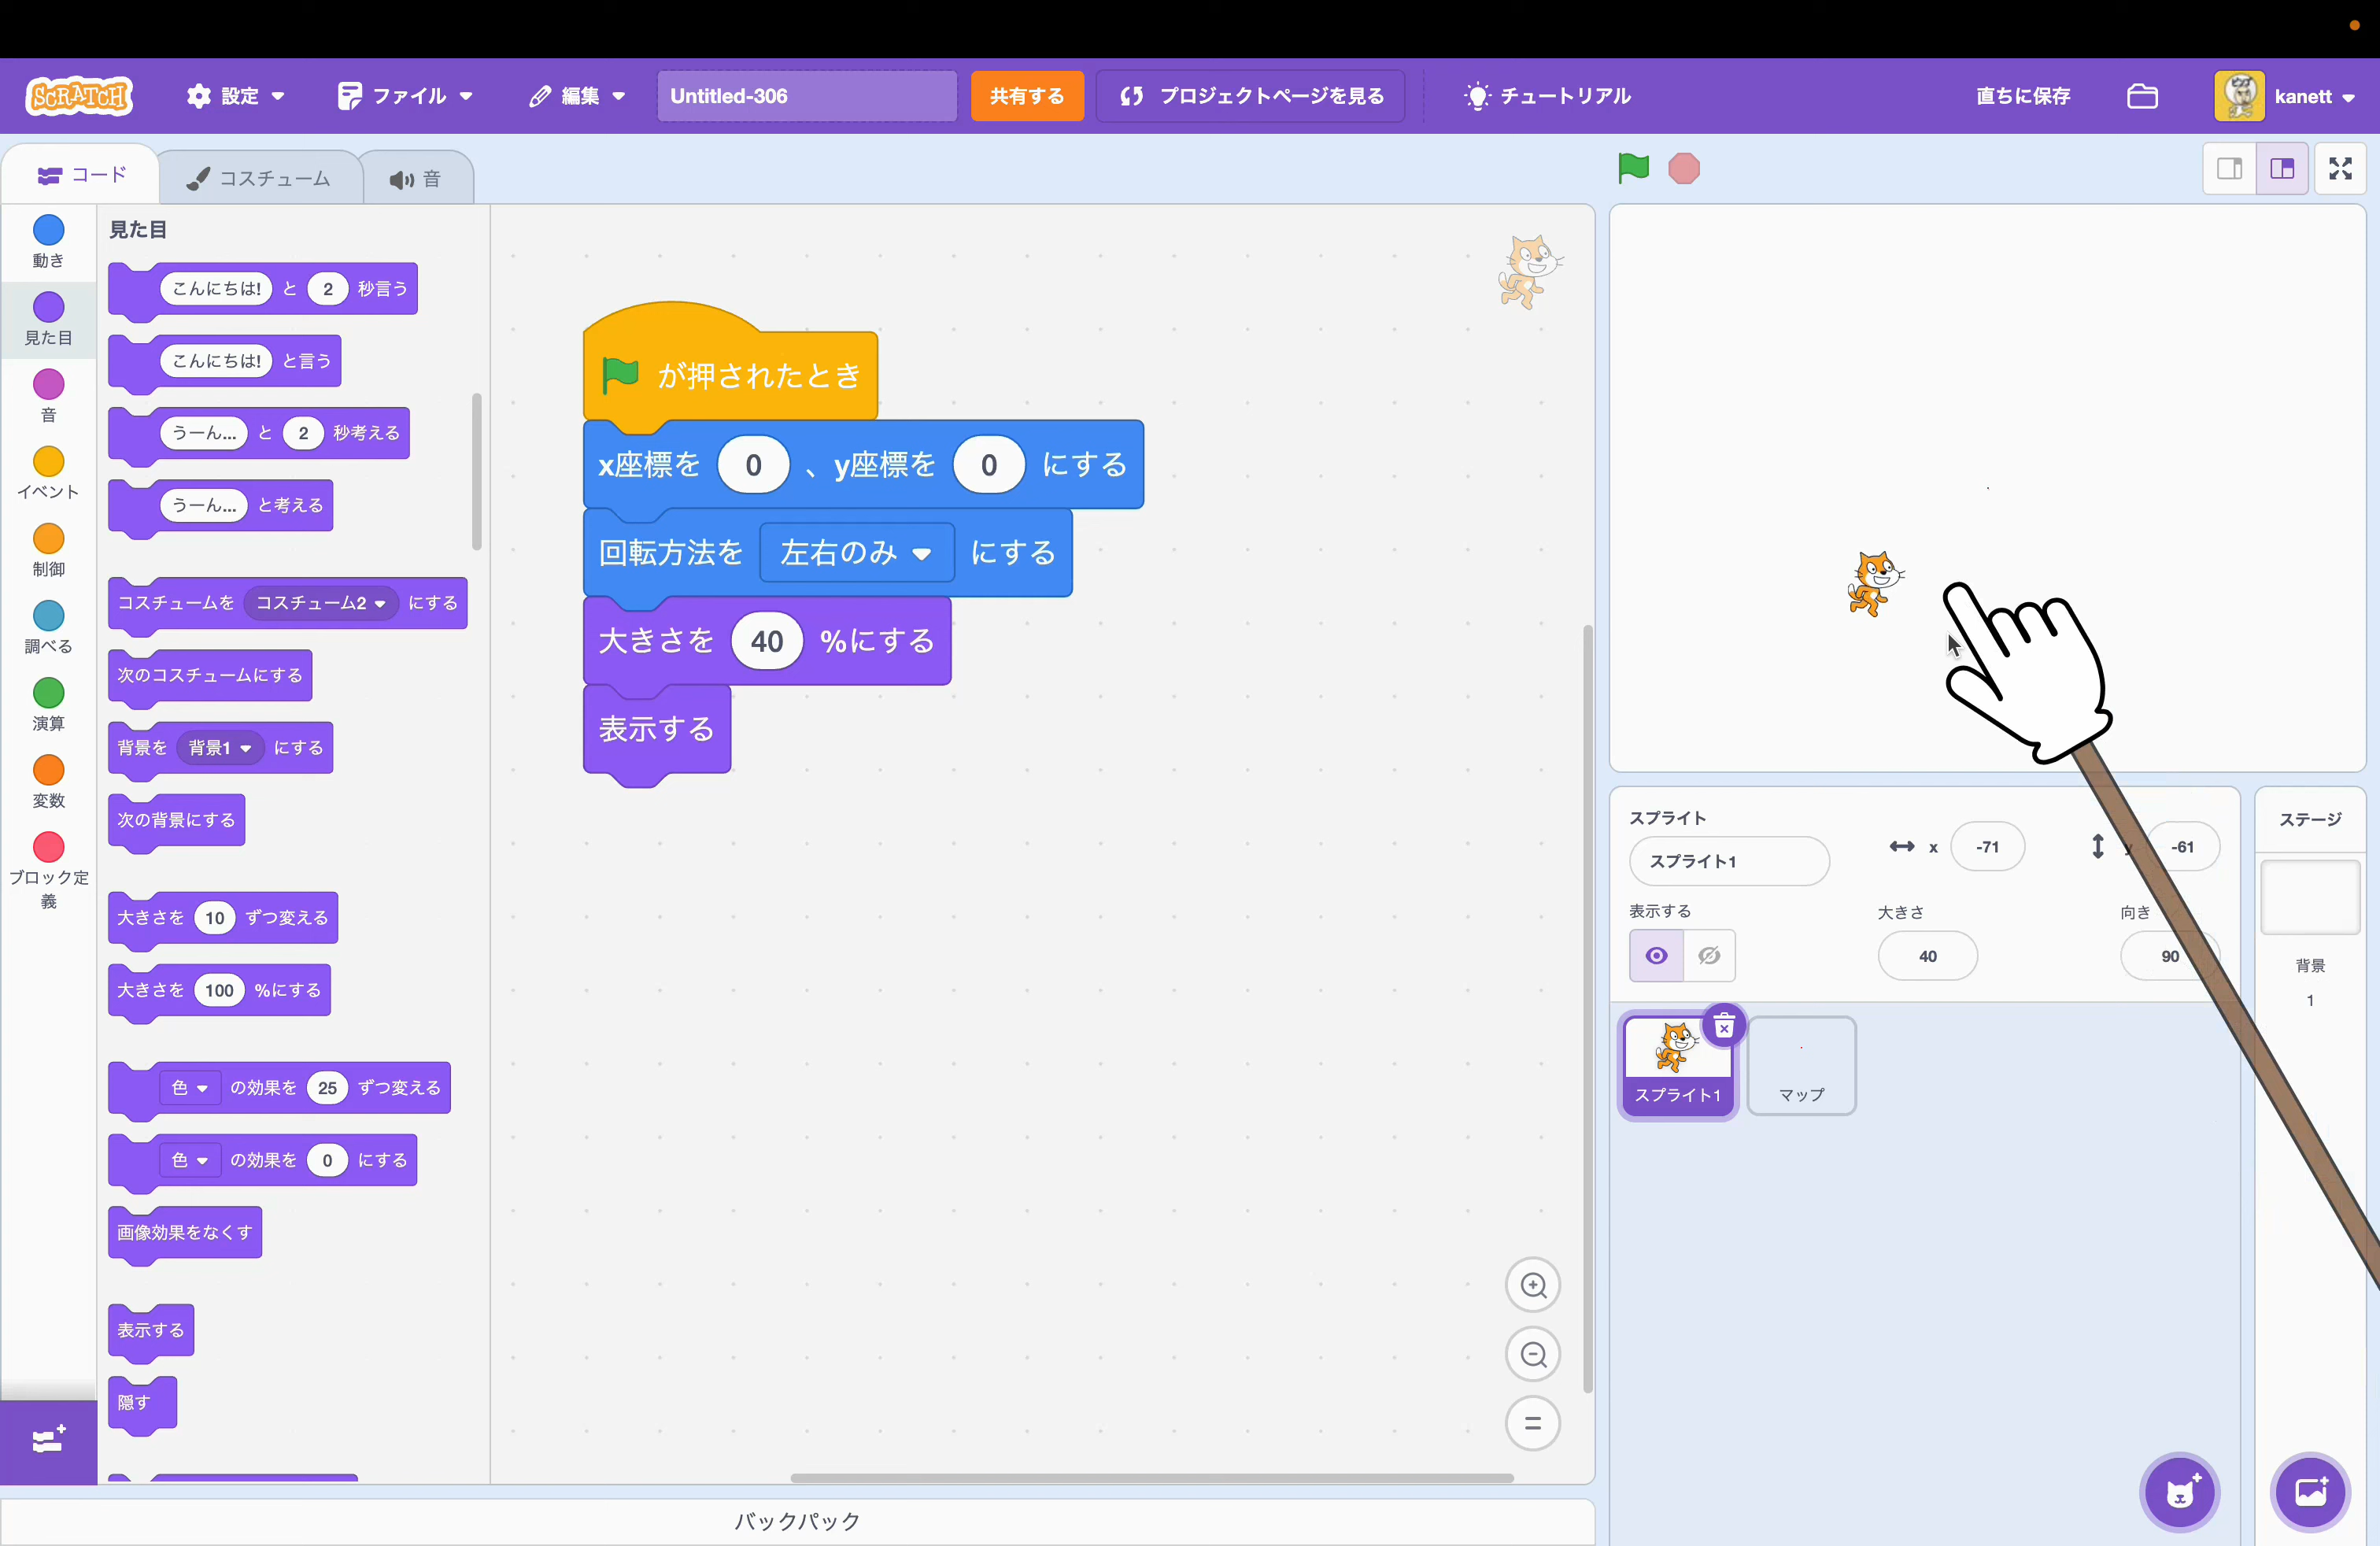 SCRATCH
設定
ファイル
編集
Untitled-306
共有する
プロジェクトページを見る
チュートリアル
直ちに保存
kanett
コード
コスチューム
音
動き
見た目
音
イベント
制御
調べる
演算
変数
ブロック定
義
見た目
こんにちは! と 2 秒言う
こんにちは! と言う
うーん... と 2 秒考える
うーん... と考える
コスチュームを コスチューム2 にする
次のコスチュームにする
背景を 背景1 にする
次の背景にする
大きさを 10 ずつ変える
大きさを 100 %にする
色 の効果を 25 ずつ変える
色 の効果を 0 にする
画像効果をなくす
表示する
隠す
が押されたとき
x座標を 0 、y座標を 0 にする
回転方法を 左右のみ にする
大きさを 40 %にする
表示する
バックパック
スプライト
スプライト1
x -71
y -61
表示する
大きさ
40
向き
90
スプライト1
マップ
ステージ
背景
1